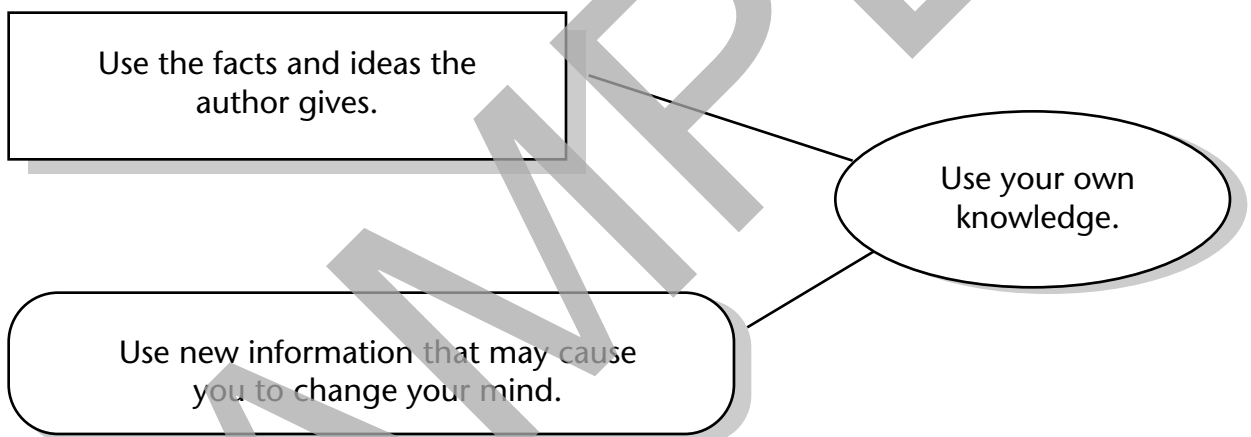 Use the facts and ideas the
author gives.
Use your own
knowledge.
Use new information that may cause
you to change your mind.